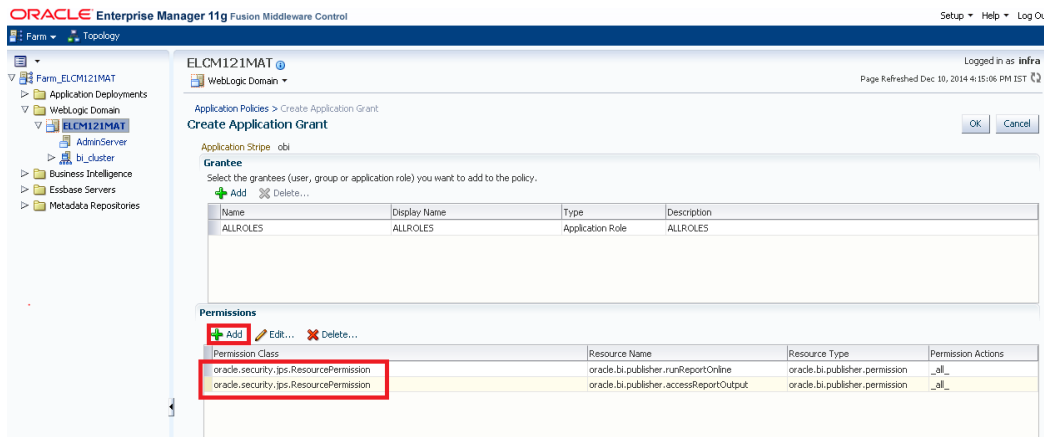 ORACLE Enterprise Manager 11g Fusion Middleware Control
Setup Help Log Ou
Farm Topology
Farm_ELCM121MAT
Application Deployments
WebLogic Domain
ELCM121MAT
AdminServer
bi_cluster
Business Intelligence
Essbase Servers
Metadata Repositories
ELCM121MAT
Logged in as infra
WebLogic Domain
Page Refreshed Dec 10, 2014 4:15:06 PM IST
Application Policies > Create Application Grant
Create Application Grant
OK Cancel
Application Stripe obi
Grantee
Select the grantees (user, group or application role) you want to add to the policy.
Add Delete...
Name Display Name Type Description
ALLROLES ALLROLES Application Role ALLROLES
Permissions
Add Edit... Delete...
Permission Class Resource Name Resource Type Permission Actions
oracle.security.jps.ResourcePermission oracle.bi.publisher.runReportOnline oracle.bi.publisher.permission _all_
oracle.security.jps.ResourcePermission oracle.bi.publisher.accessReportOutput oracle.bi.publisher.permission _all_